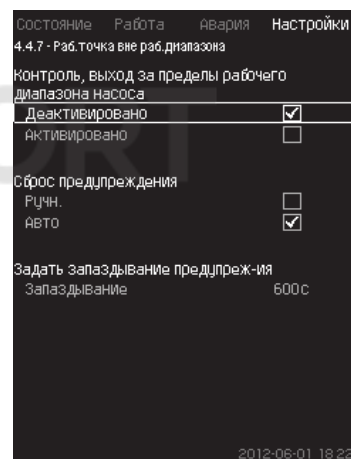 Состояние Работа Авария Настройки
4.4.7 - Раб.точка вне раб.диапазона
Контроль, выход за пределы рабочего
диапазона насоса
Деактивировано
Активировано
Сброс предупреждения
Ручн.
Авто
Задать запаздывание предупреж-ия
Запаздывание 600с
2012-06-01 18:22